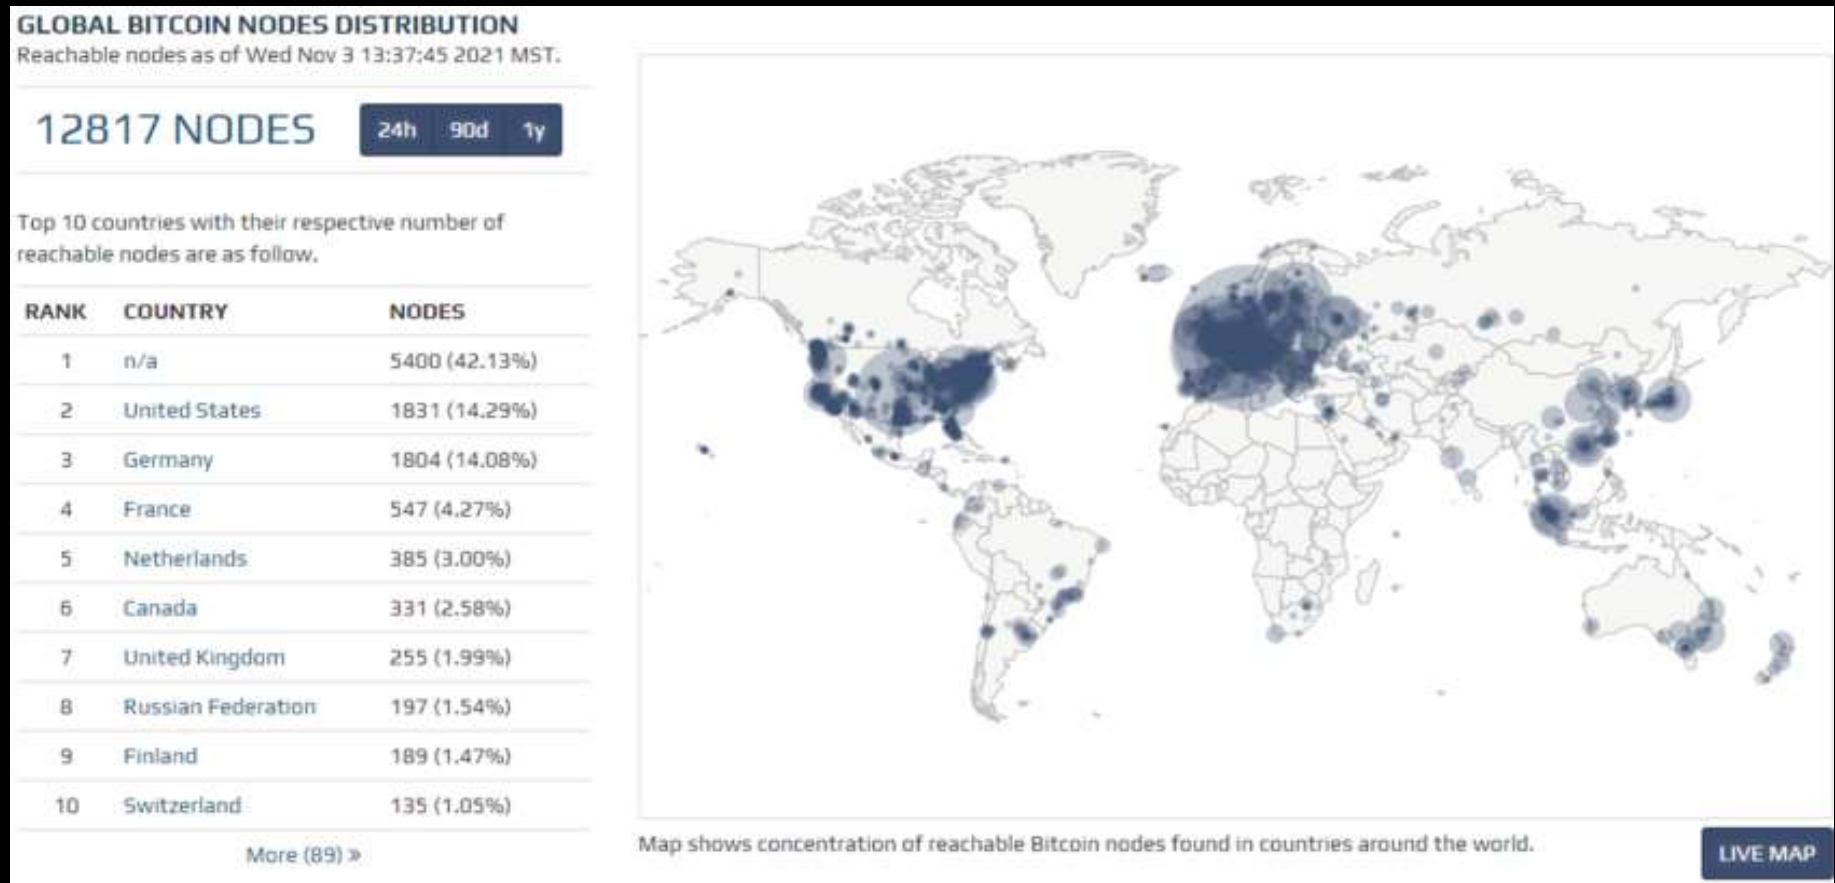 GLOBAL BITCOIN NODES DISTRIBUTION
Reachable nodes as of Wed Nov 3 13:37:45 2021 MST.
12817 NODES
24h 90d 1y
Top 10 countries with their respective number of
reachable nodes are as follow.
RANK COUNTRY NODES
1 n/a 5400 (42.13%)
2 United States 1831 (14.29%)
3 Germany 1804 (14.08%)
4 France 547 (4.27%)
5 Netherlands 385 (3.00%)
6 Canada 331 (2.58%)
7 United Kingdom 255 (1.99%)
8 Russian Federation 197 (1.54%)
9 Finland 189 (1.47%)
10 Switzerland 135 (1.05%)
More (89) »
Map shows concentration of reachable Bitcoin nodes found in countries around the world.
LIVE MAP